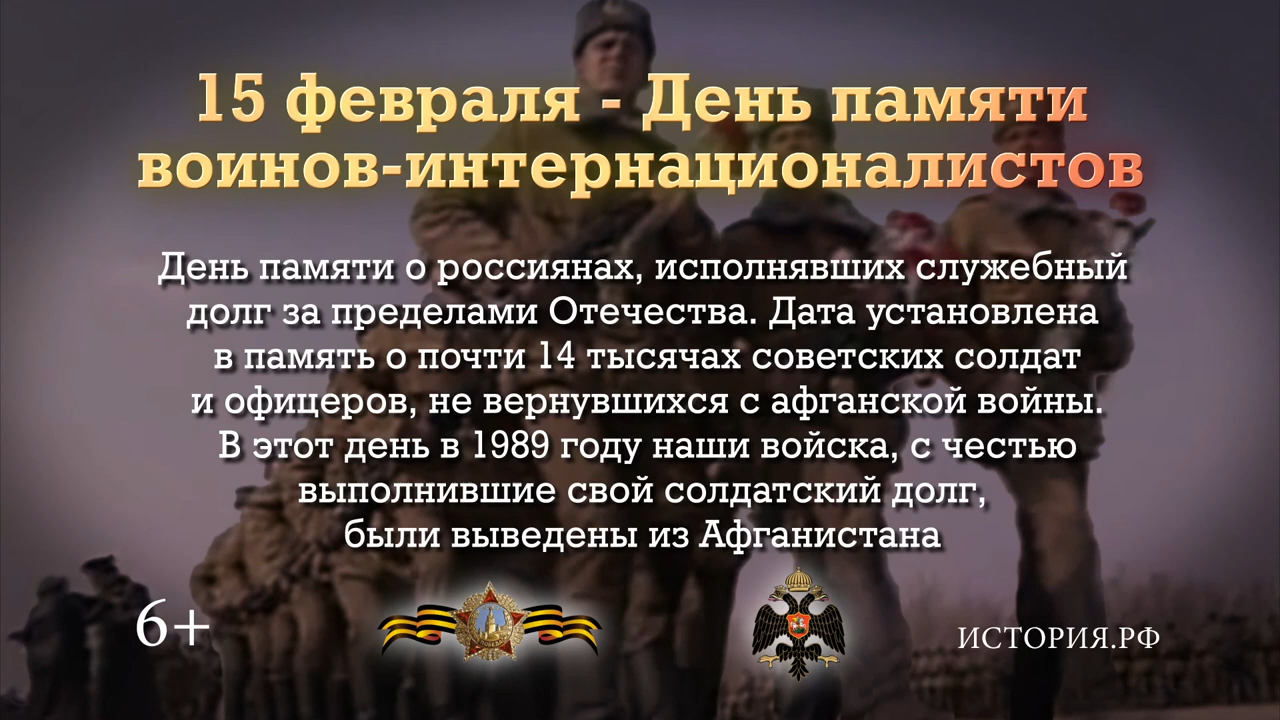 15 февраля - День памяти
воинов-интернационалистов
День памяти о россиянах, исполнявших служебный
долг за пределами Отечества. Дата установлена
в память о почти 14 тысячах советских солдат
и офицеров, не вернувшихся с афганской войны.
В этот день в 1989 году наши войска, с честью
выполнившие свой солдатский долг,
были выведены из Афганистана
6+
ИСТОРИЯ.РФ